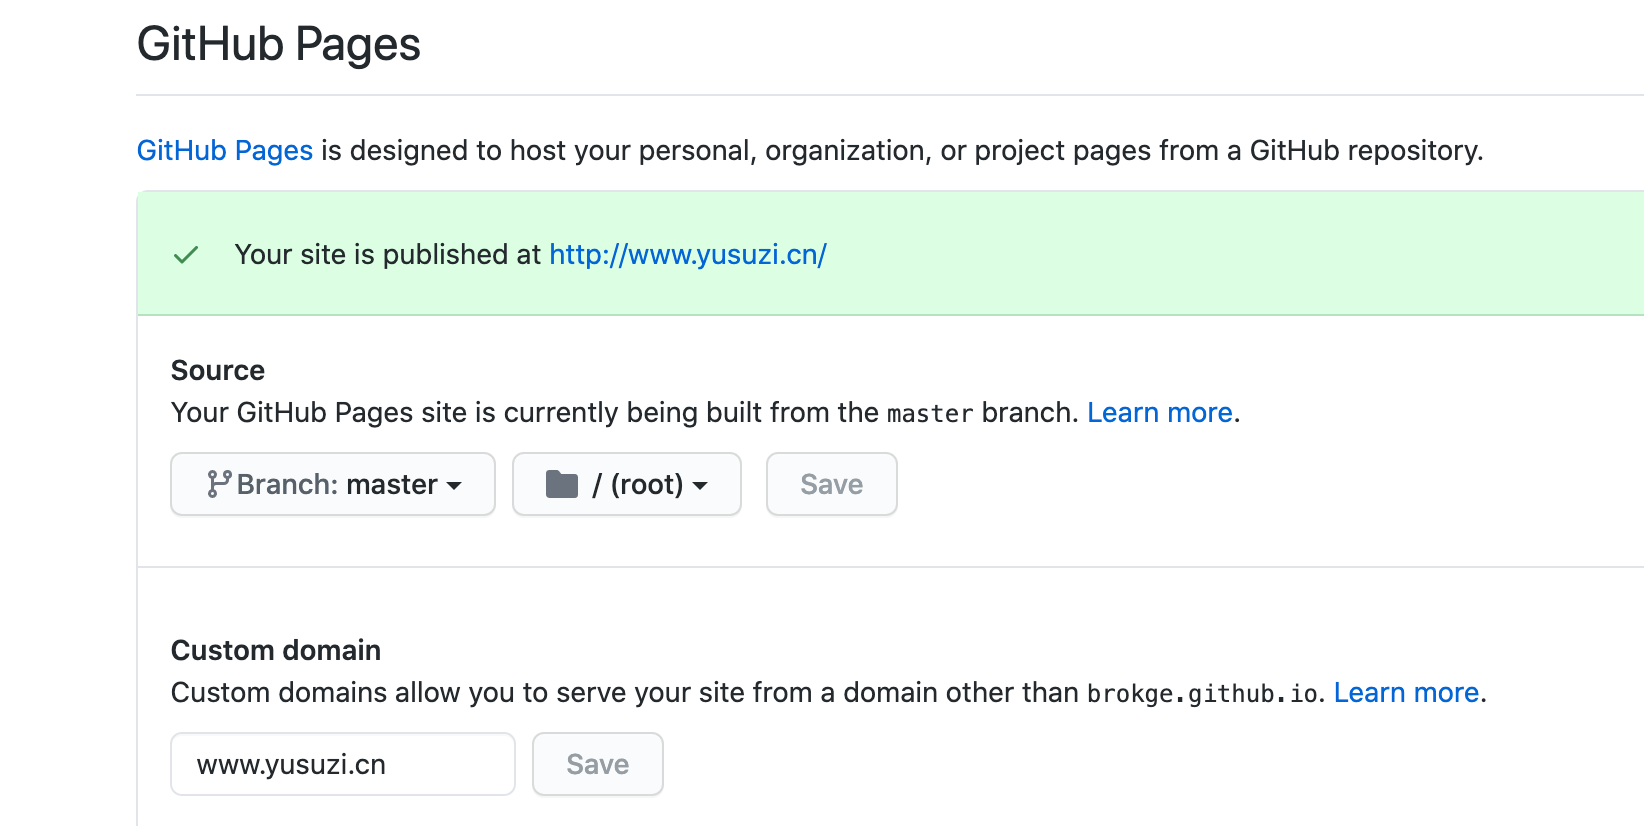 GitHub Pages
GitHub Pages is designed to host your personal, organization, or project pages from a GitHub repository.
Your site is published at http://www.yusuzi.cn/
Source
Your GitHub Pages site is currently being built from the master branch. Learn more.
Branch: master / (root) Save
Custom domain
Custom domains allow you to serve your site from a domain other than brokge.github.io. Learn more.
www.yusuzi.cn Save